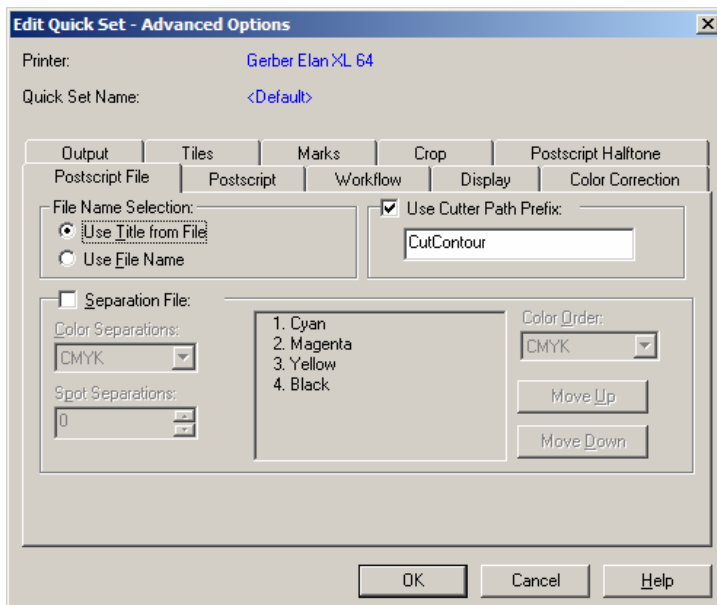 Edit Quick Set - Advanced Options
Printer: Gerber Elan XL 64
Quick Set Name: <Default>
Output Tiles Marks Crop Postscript Halftone
Postscript File Postscript Workflow Display Color Correction
File Name Selection:
Use Title from File
Use File Name
Use Cutter Path Prefix:
CutContour
Separation File:
Color Separations:
CMYK
Spot Separations:
0
1. Cyan
2. Magenta
3. Yellow
4. Black
Color Order:
CMYK
Move Up
Move Down
OK Cancel Help